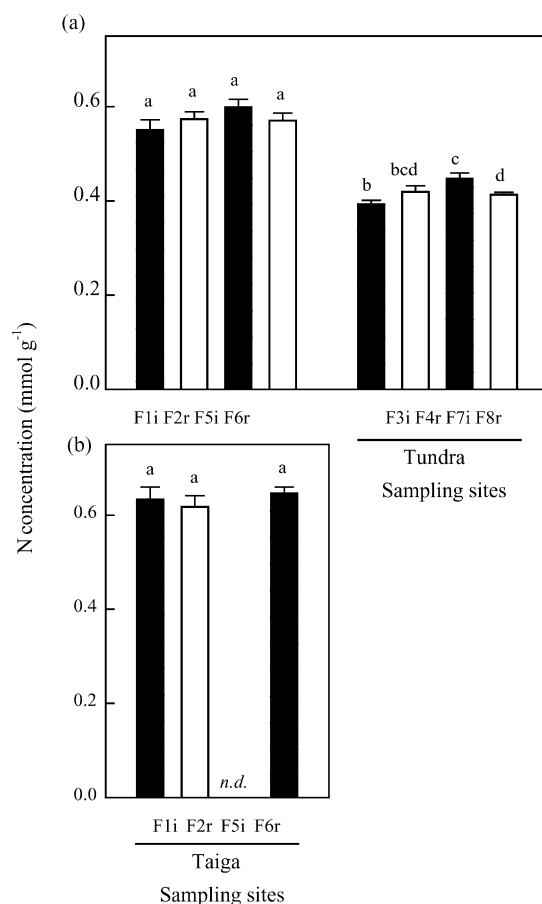 (a)
N concentration (mmol g-1)
0.6
0.4
0.2
0.0
a a a a
b bcd c d
F1i F2r F5i F6r
F3i F4r F7i F8r
Tundra
Sampling sites
(b)
0.6
0.4
0.2
0.0
a a a
n.d.
F1i F2r F5i F6r
Taiga
Sampling sites